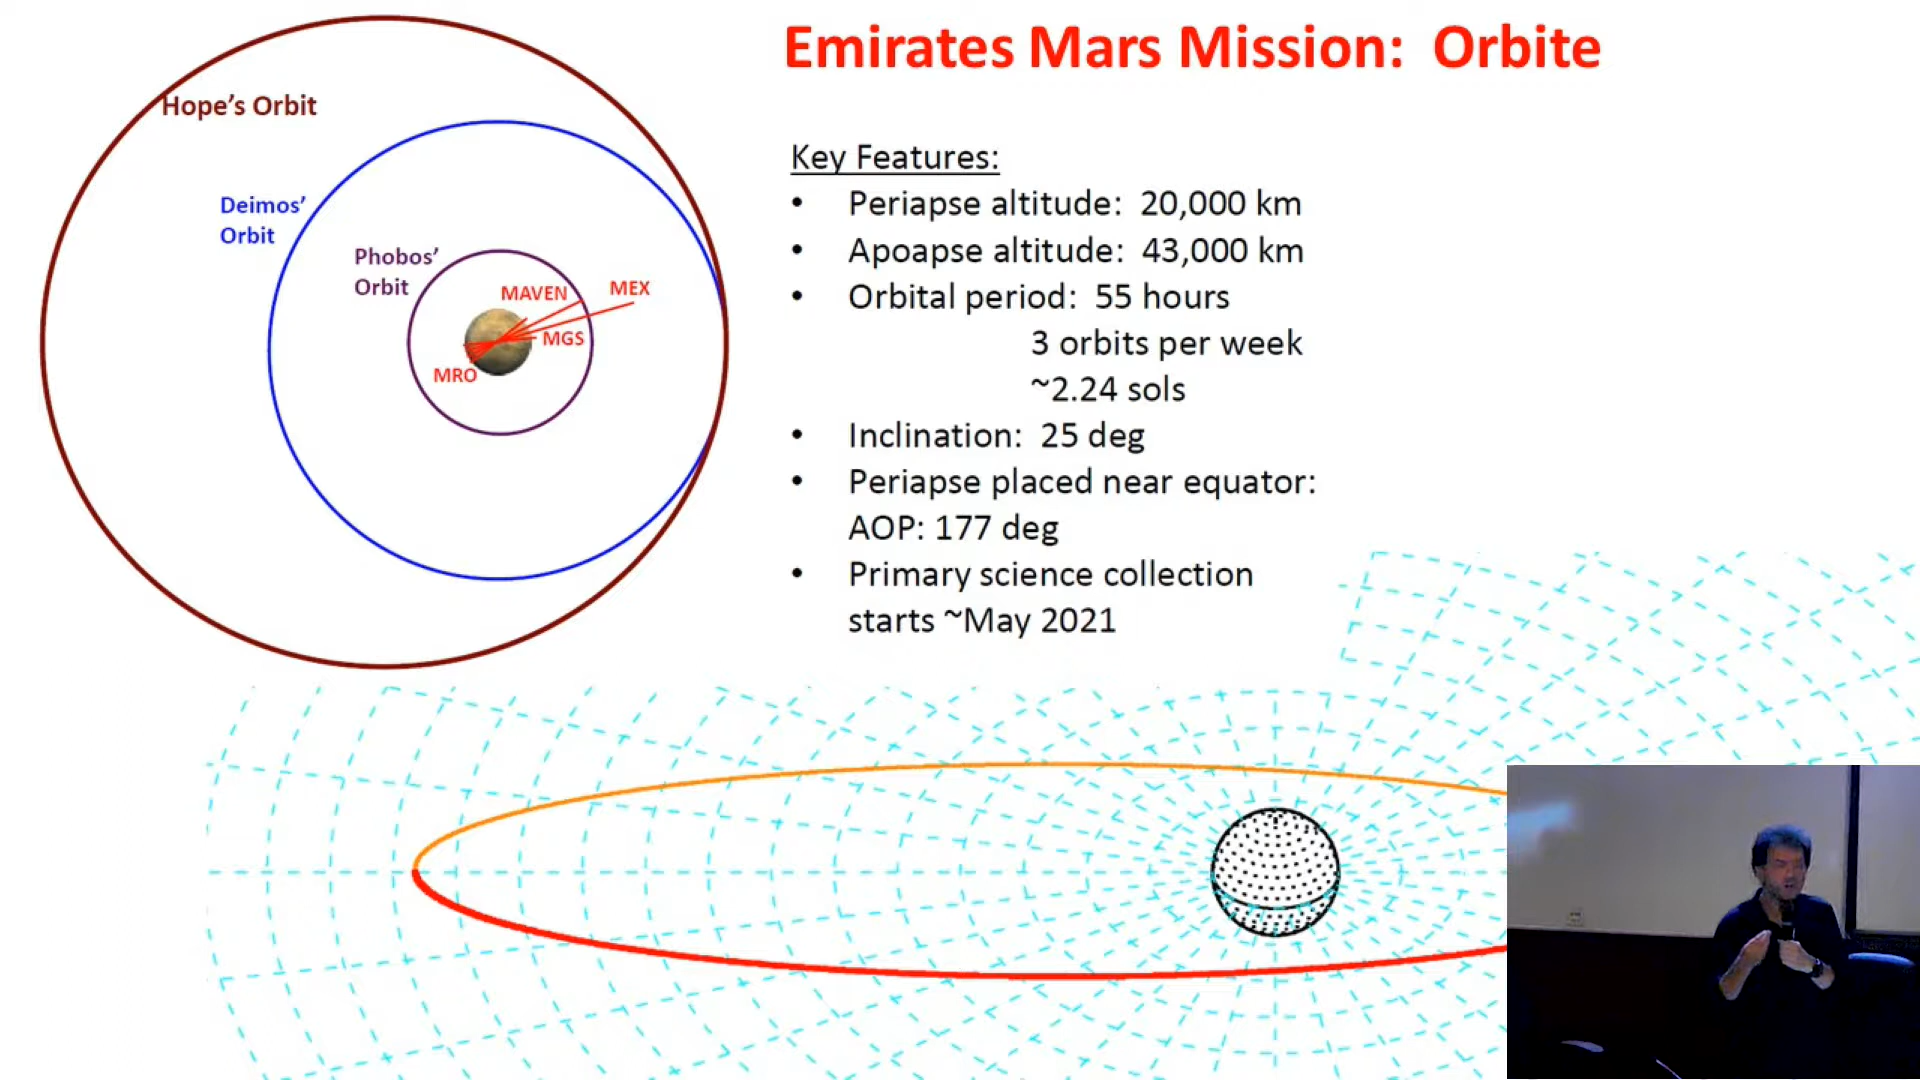 Emirates Mars Mission:  Orbite
Hope's Orbit
Deimos'
Orbit
Phobos'
Orbit
MAVEN
MEX
MGS
MRO
Key Features:
• Periapse altitude:  20,000 km
• Apoapse altitude:  43,000 km
• Orbital period:  55 hours
3 orbits per week
~2.24 sols
• Inclination:  25 deg
• Periapse placed near equator:
AOP: 177 deg
• Primary science collection
starts ~May 2021